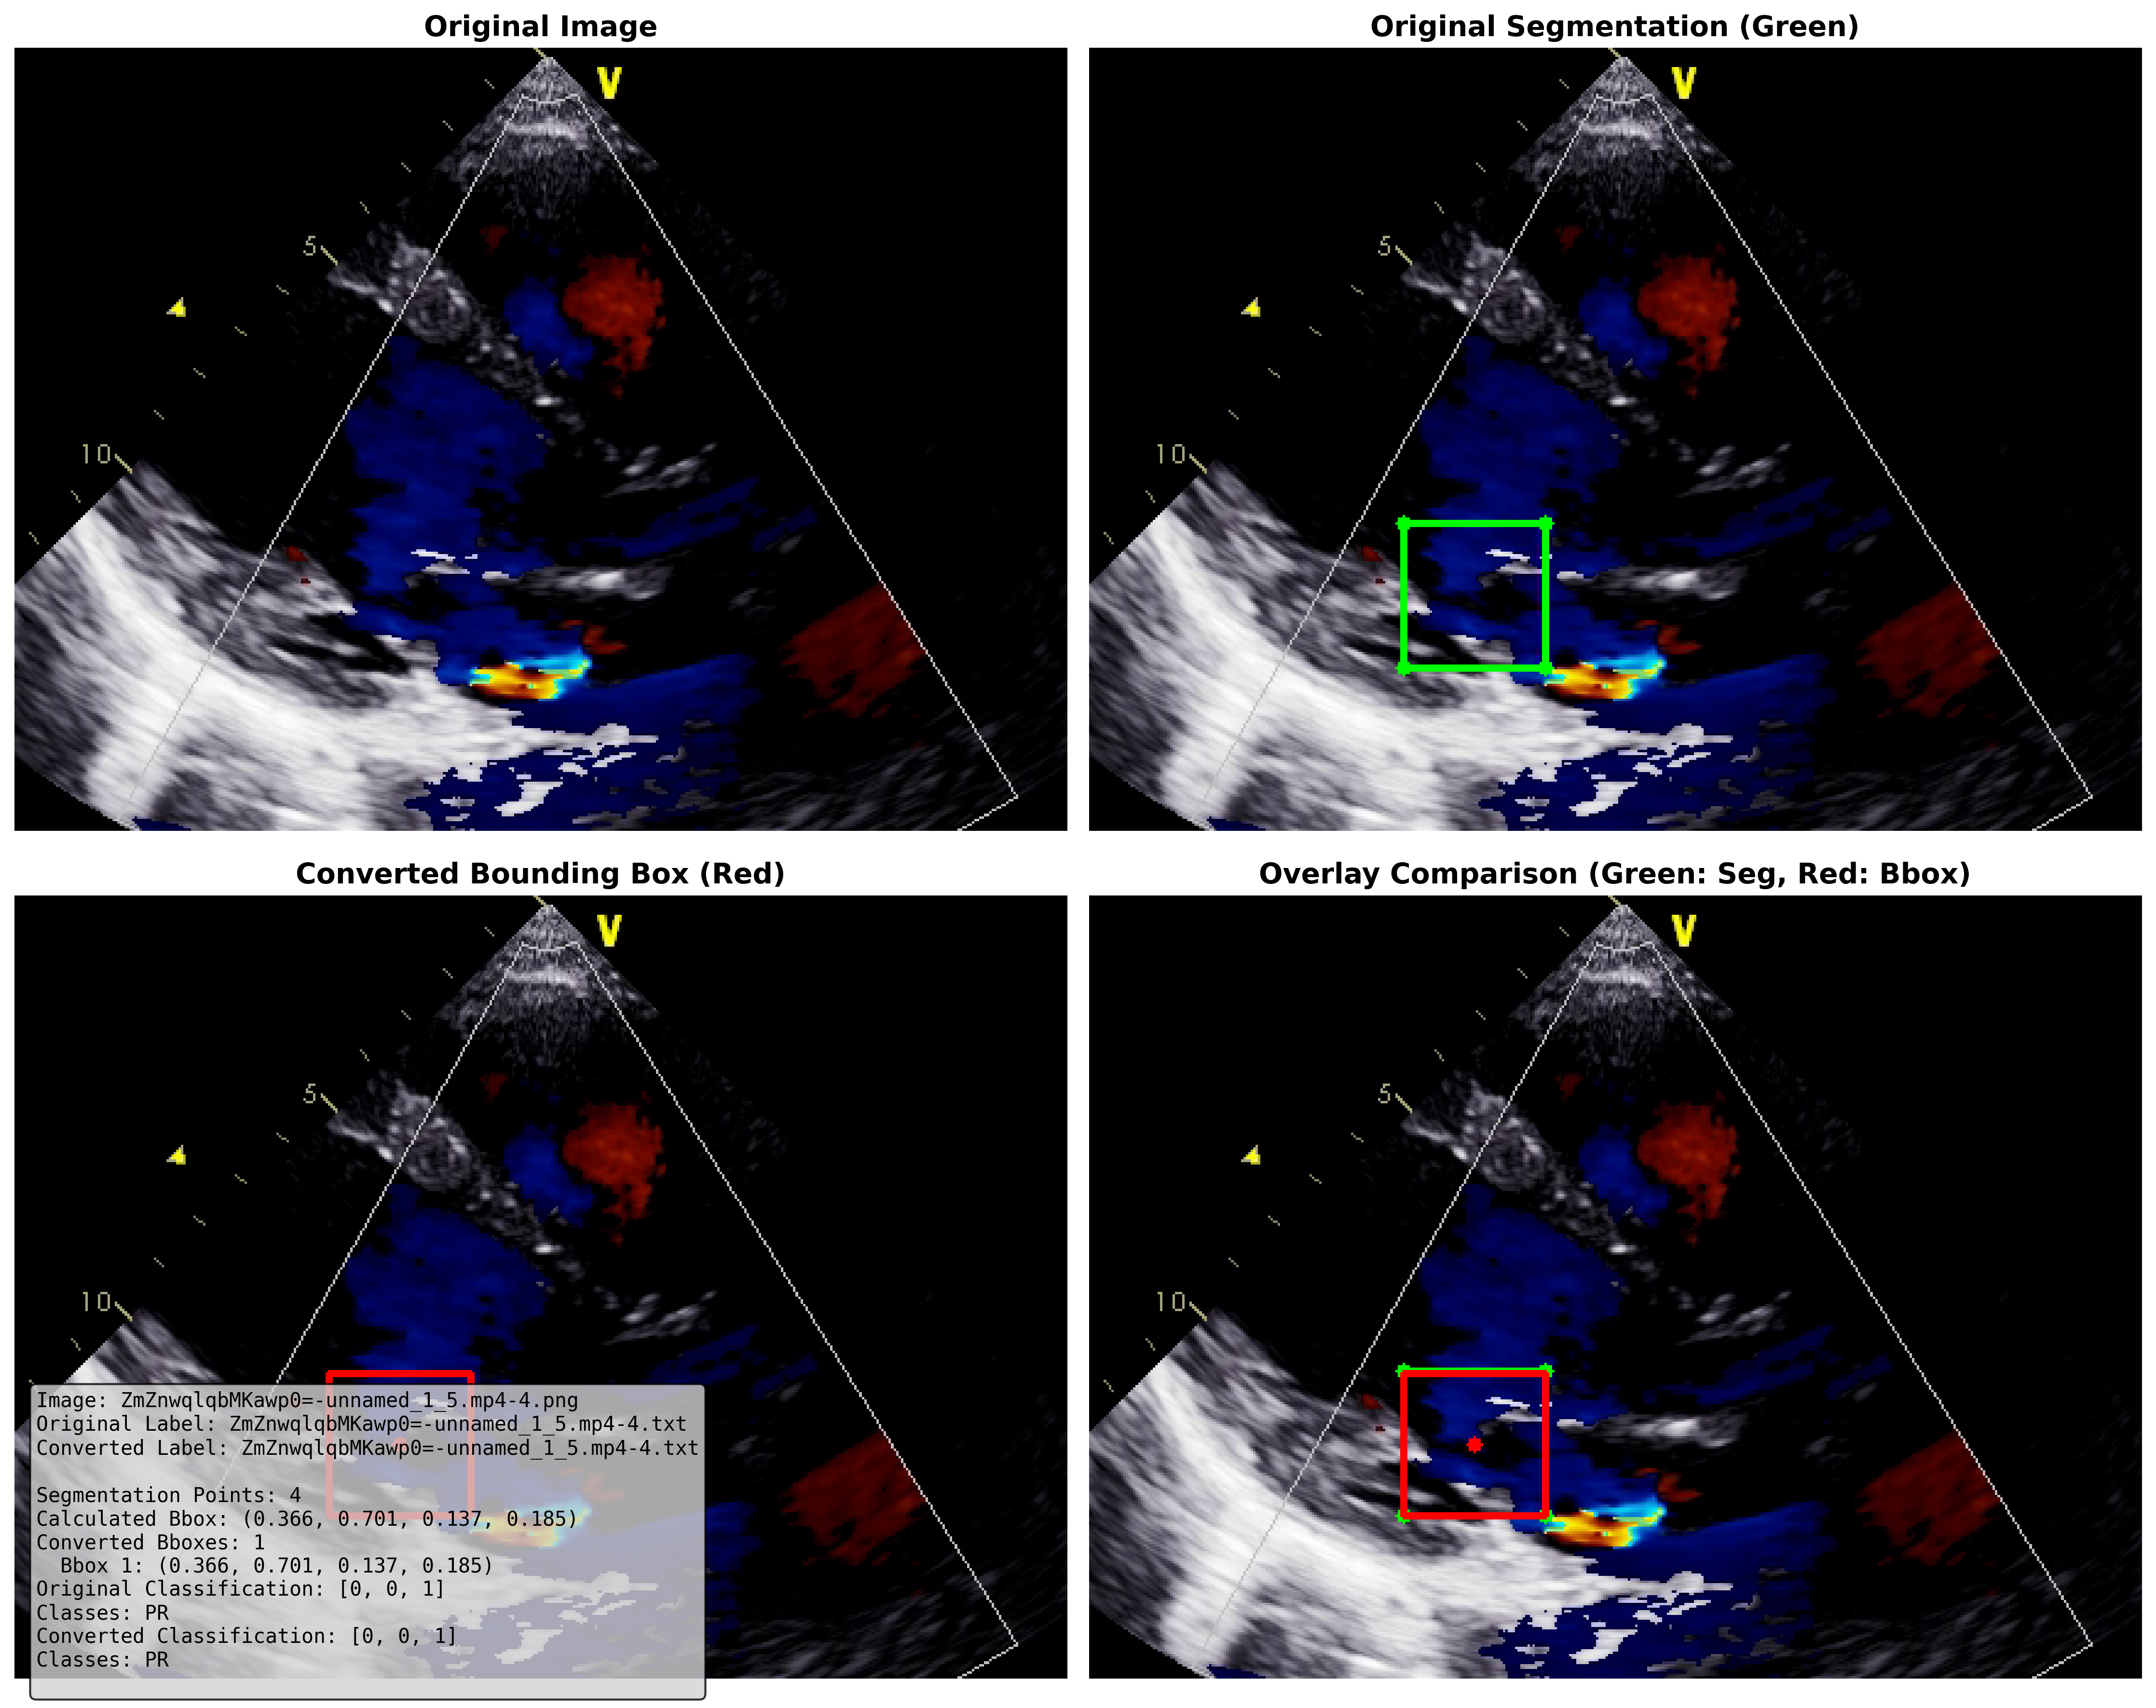 Original Image
Original Segmentation (Green)
V
5
10
V
5
10
Converted Bounding Box (Red)
Overlay Comparison (Green: Seg, Red: Bbox)
V
5
10
V
5
10
Image: ZmZnwqlqbMKawp0=-unnamed_1_5.mp4-4.png
Original Label: ZmZnwqlqbMKawp0=-unnamed_1_5.mp4-4.txt
Converted Label: ZmZnwqlqbMKawp0=-unnamed_1_5.mp4-4.txt
Segmentation Points: 4
Calculated Bbox: (0.366, 0.701, 0.137, 0.185)
Converted Bboxes: 1
Bbox 1: (0.366, 0.701, 0.137, 0.185)
Original Classification: [0, 0, 1]
Classes: PR
Converted Classification: [0, 0, 1]
Classes: PR